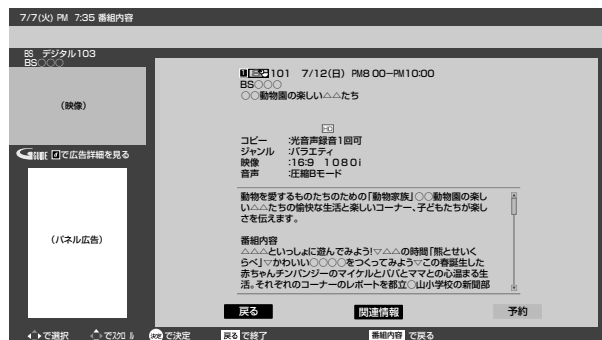 7/7(火) PM 7:35 番組内容
BS デジタル103
BS○○○
(映像)
GUIDE dで広告詳細を見る
(パネル広告)
101 7/12(日) PM8:00-PM10:00
BS○○○
○○動物園の楽しい△△たち
HD
コピー :光音声録音1回可
ジャンル :バラエティ
映像 :16:9 1080i
音声 :圧縮Bモード
動物を愛するものたちのための「動物家族」○○動物園の楽し
い△△たちの愉快な生活と楽しいコーナー、子どもたちが楽し
さを伝えます。
番組内容
△△△といっしょに遊んでみよう!▽△△の時間「熊とせいく
らべ」▽かわいい○○○○をつくってみよう▽この春誕生した
赤ちゃんチンパンジーのマイケルとパパとママとの心温まる生
活。それぞれのコーナーのレポートを都立○山小学校の新聞部
戻る 関連情報 予約
で選択 でスクロール 決定 で決定 戻る で終了 番組内容 で戻る